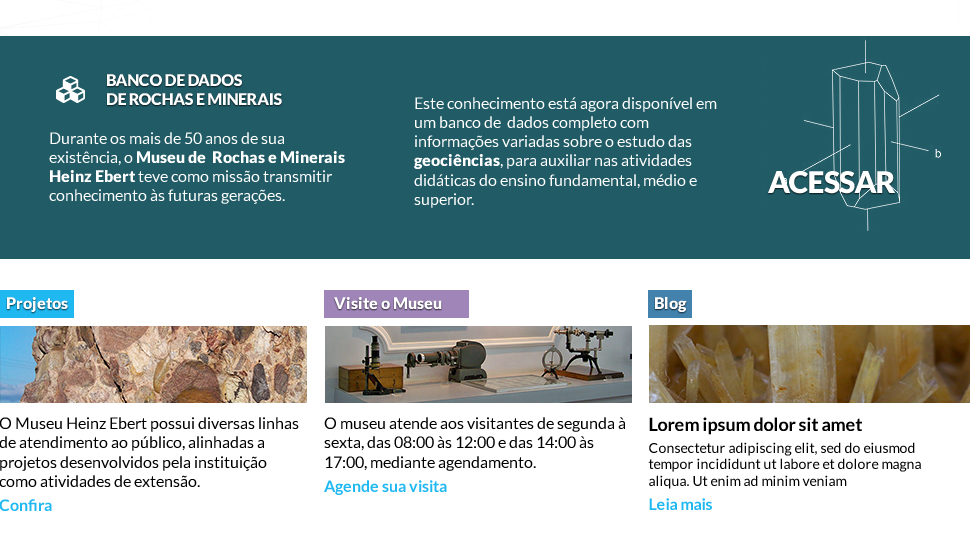 BANCO DE DADOS
DE ROCHAS E MINERAIS
Durante os mais de 50 anos de sua
existência, o Museu de Rochas e Minerais
Heinz Ebert teve como missão transmitir
conhecimento às futuras gerações.
Este conhecimento está agora disponível em
um banco de dados completo com
informações variadas sobre o estudo das
geociências, para auxiliar nas atividades
didáticas do ensino fundamental, médio e
superior.
b
ACESSAR
Projetos
O Museu Heinz Ebert possui diversas linhas
de atendimento ao público, alinhadas a
projetos desenvolvidos pela instituição
como atividades de extensão.
Confira
Visite o Museu
O museu atende aos visitantes de segunda à
sexta, das 08:00 às 12:00 e das 14:00 às
17:00, mediante agendamento.
Agende sua visita
Blog
Lorem ipsum dolor sit amet
Consectetur adipiscing elit, sed do eiusmod
tempor incididunt ut labore et dolore magna
aliqua. Ut enim ad minim veniam
Leia mais